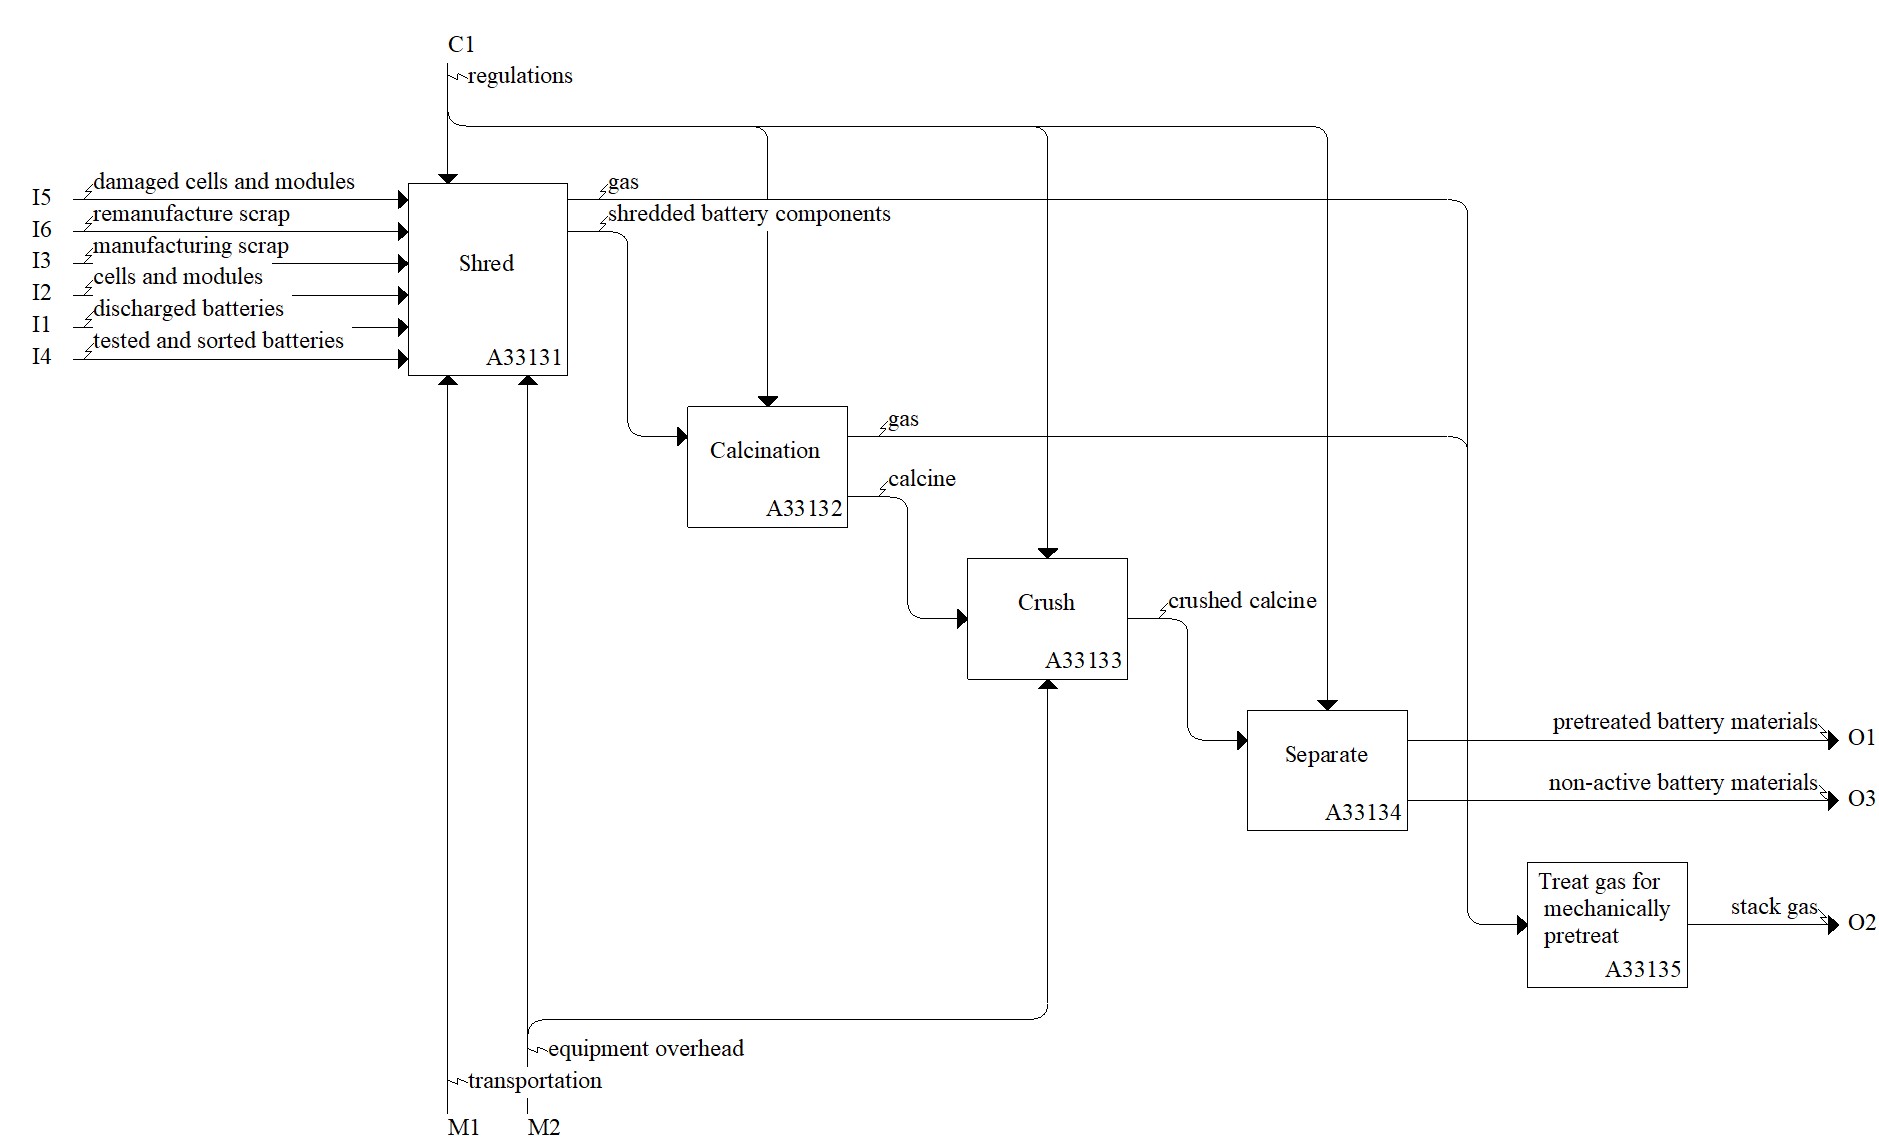 C1
regulations
I5
damaged cells and modules
I6
remanufacture scrap
I3
manufacturing scrap
I2
cells and modules
I1
discharged batteries
I4
tested and sorted batteries
Shred
A33131
gas
shredded battery components
Calcination
A33132
gas
calcine
Crush
A33133
crushed calcine
Separate
A33134
pretreated battery materials
O1
non-active battery materials
O3
Treat gas for
mechanically
pretreat
A33135
stack gas
O2
equipment overhead
transportation
M1
M2